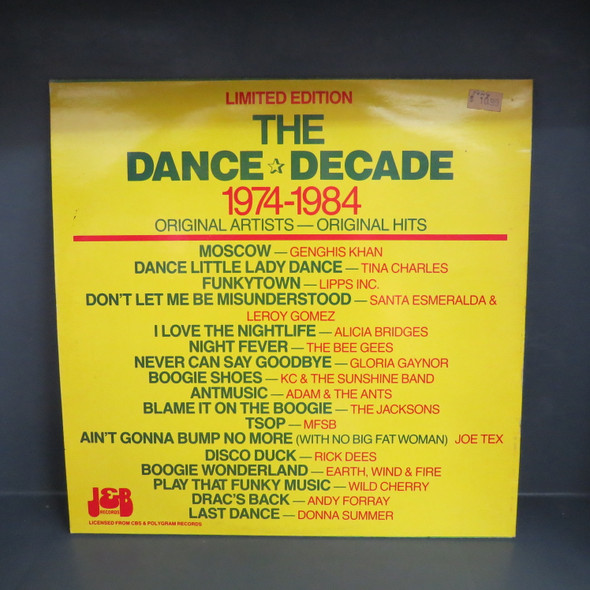 LIMITED EDITION
THE
DANCE ☆ DECADE
1974-1984
ORIGINAL ARTISTS — ORIGINAL HITS
MOSCOW — GENGHIS KHAN
DANCE LITTLE LADY DANCE — TINA CHARLES
FUNKYTOWN — LIPPS INC.
DON'T LET ME BE MISUNDERSTOOD — SANTA ESMERALDA &
LEROY GOMEZ
I LOVE THE NIGHTLIFE — ALICIA BRIDGES
NIGHT FEVER — THE BEE GEES
NEVER CAN SAY GOODBYE — GLORIA GAYNOR
BOOGIE SHOES — KC & THE SUNSHINE BAND
ANTMUSIC — ADAM & THE ANTS
BLAME IT ON THE BOOGIE — THE JACKSONS
TSOP — MFSB
AIN'T GONNA BUMP NO MORE (WITH NO BIG FAT WOMAN) JOE TEX
DISCO DUCK — RICK DEES
BOOGIE WONDERLAND — EARTH, WIND & FIRE
PLAY THAT FUNKY MUSIC — WILD CHERRY
DRAC'S BACK — ANDY FORRAY
LAST DANCE — DONNA SUMMER
J&B
RECORDS
LICENSED FROM CBS & POLYGRAM RECORDS